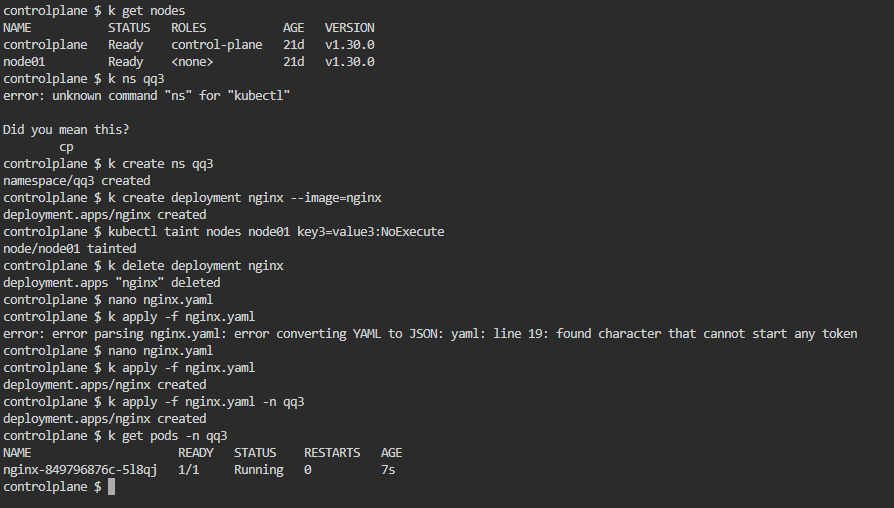 controlplane $ k get nodes
NAME           STATUS   ROLES           AGE   VERSION
controlplane   Ready    control-plane   21d   v1.30.0
node01         Ready    <none>          21d   v1.30.0
controlplane $ k ns qq3
error: unknown command "ns" for "kubectl"

Did you mean this?
        cp
controlplane $ k create ns qq3
namespace/qq3 created
controlplane $ k create deployment nginx --image=nginx
deployment.apps/nginx created
controlplane $ kubectl taint nodes node01 key3=value3:NoExecute
node/node01 tainted
controlplane $ k delete deployment nginx
deployment.apps "nginx" deleted
controlplane $ nano nginx.yaml
controlplane $ k apply -f nginx.yaml
error: error parsing nginx.yaml: error converting YAML to JSON: yaml: line 19: found character that cannot start any token
controlplane $ nano nginx.yaml
controlplane $ k apply -f nginx.yaml
deployment.apps/nginx created
controlplane $ k apply -f nginx.yaml -n qq3
deployment.apps/nginx created
controlplane $ k get pods -n qq3
NAME                     READY   STATUS    RESTARTS   AGE
nginx-849796876c-5l8qj   1/1     Running   0          7s
controlplane $